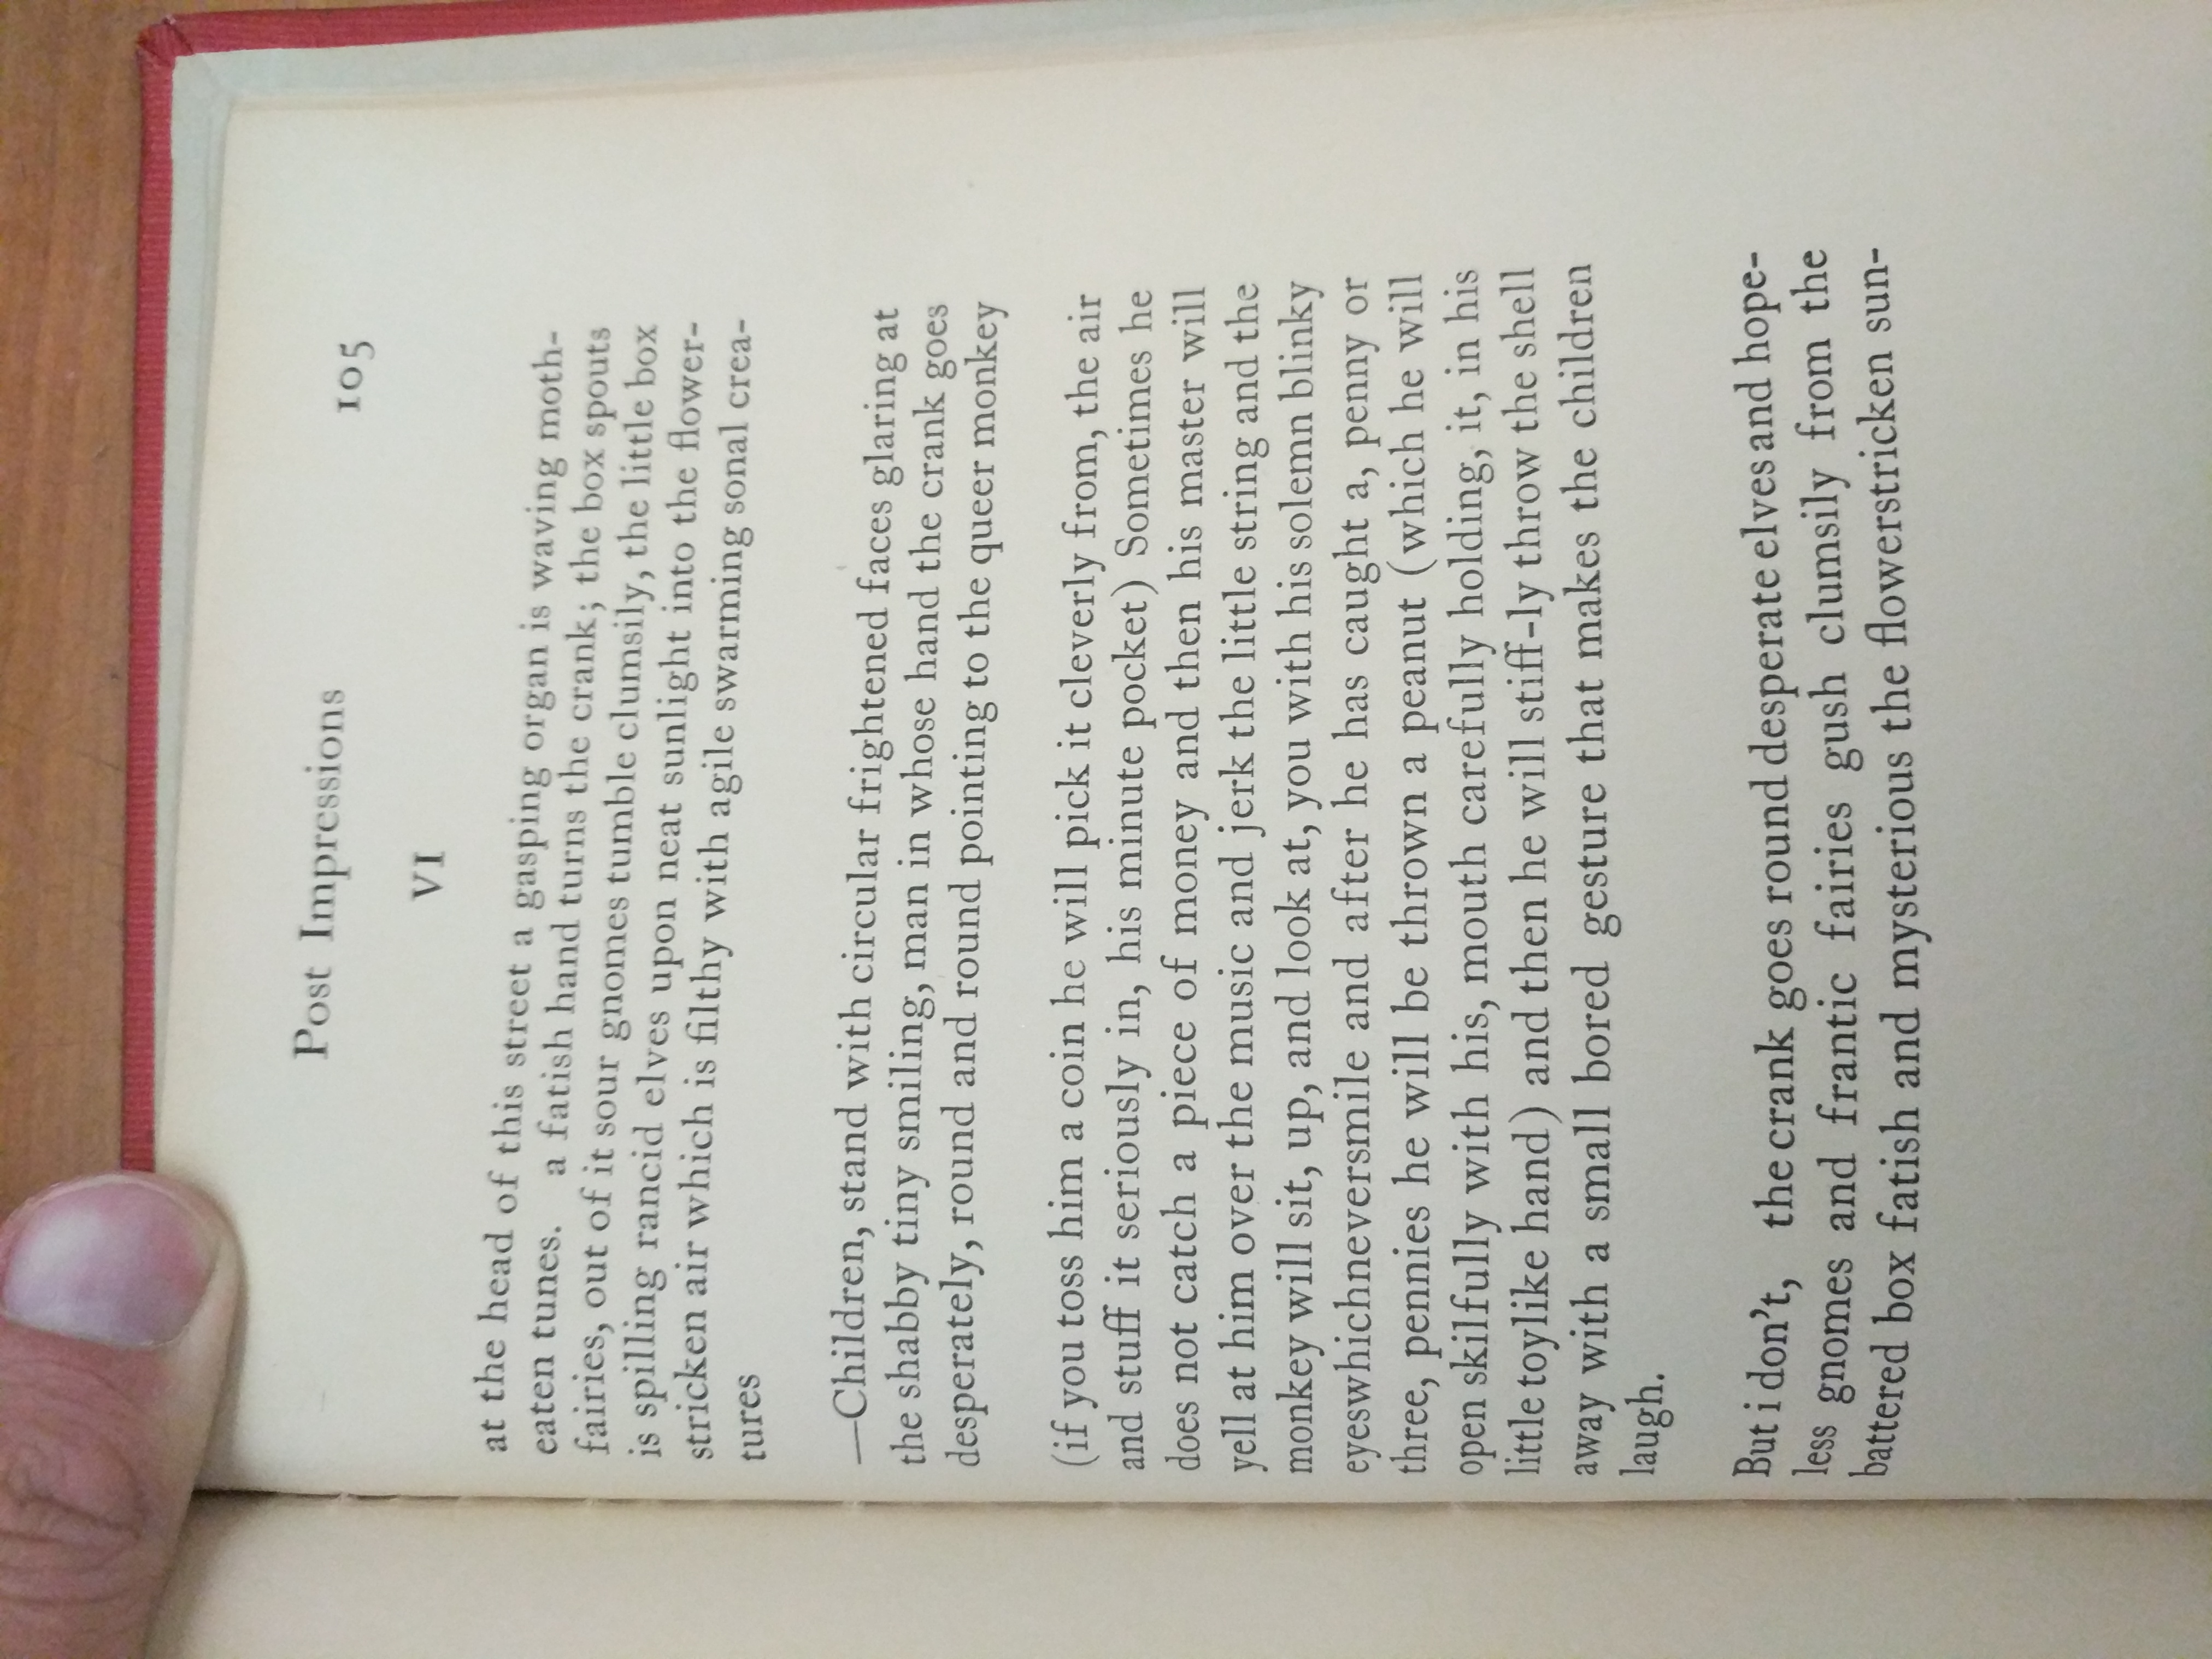 Post Impressions 105
VI
at the head of this street a gasping organ is waving moth-
eaten tunes.   a fatish hand turns the crank; the box spouts
fairies, out of it sour gnomes tumble clumsily, the little box
is spilling rancid elves upon neat sunlight into the flower-
stricken air which is filthy with agile swarming sonal crea-
tures
—Children, stand with circular frightened faces glaring at
the shabby tiny smiling, man in whose hand the crank goes
desperately, round and round pointing to the queer monkey
(if you toss him a coin he will pick it cleverly from, the air
and stuff it seriously in, his minute pocket) Sometimes he
does not catch a piece of money and then his master will
yell at him over the music and jerk the little string and the
monkey will sit, up, and look at, you with his solemn blinky
eyeswhichneversmile and after he has caught a, penny or
three, pennies he will be thrown a peanut (which he will
open skilfully with his, mouth carefully holding, it, in his
little toylike hand) and then he will stiff-ly throw the shell
away with a small bored gesture that makes the children
laugh.
But i don't,   the crank goes round desperate elves and hope-
less gnomes and frantic fairies gush clumsily from the
battered box fatish and mysterious the flowerstricken sun-